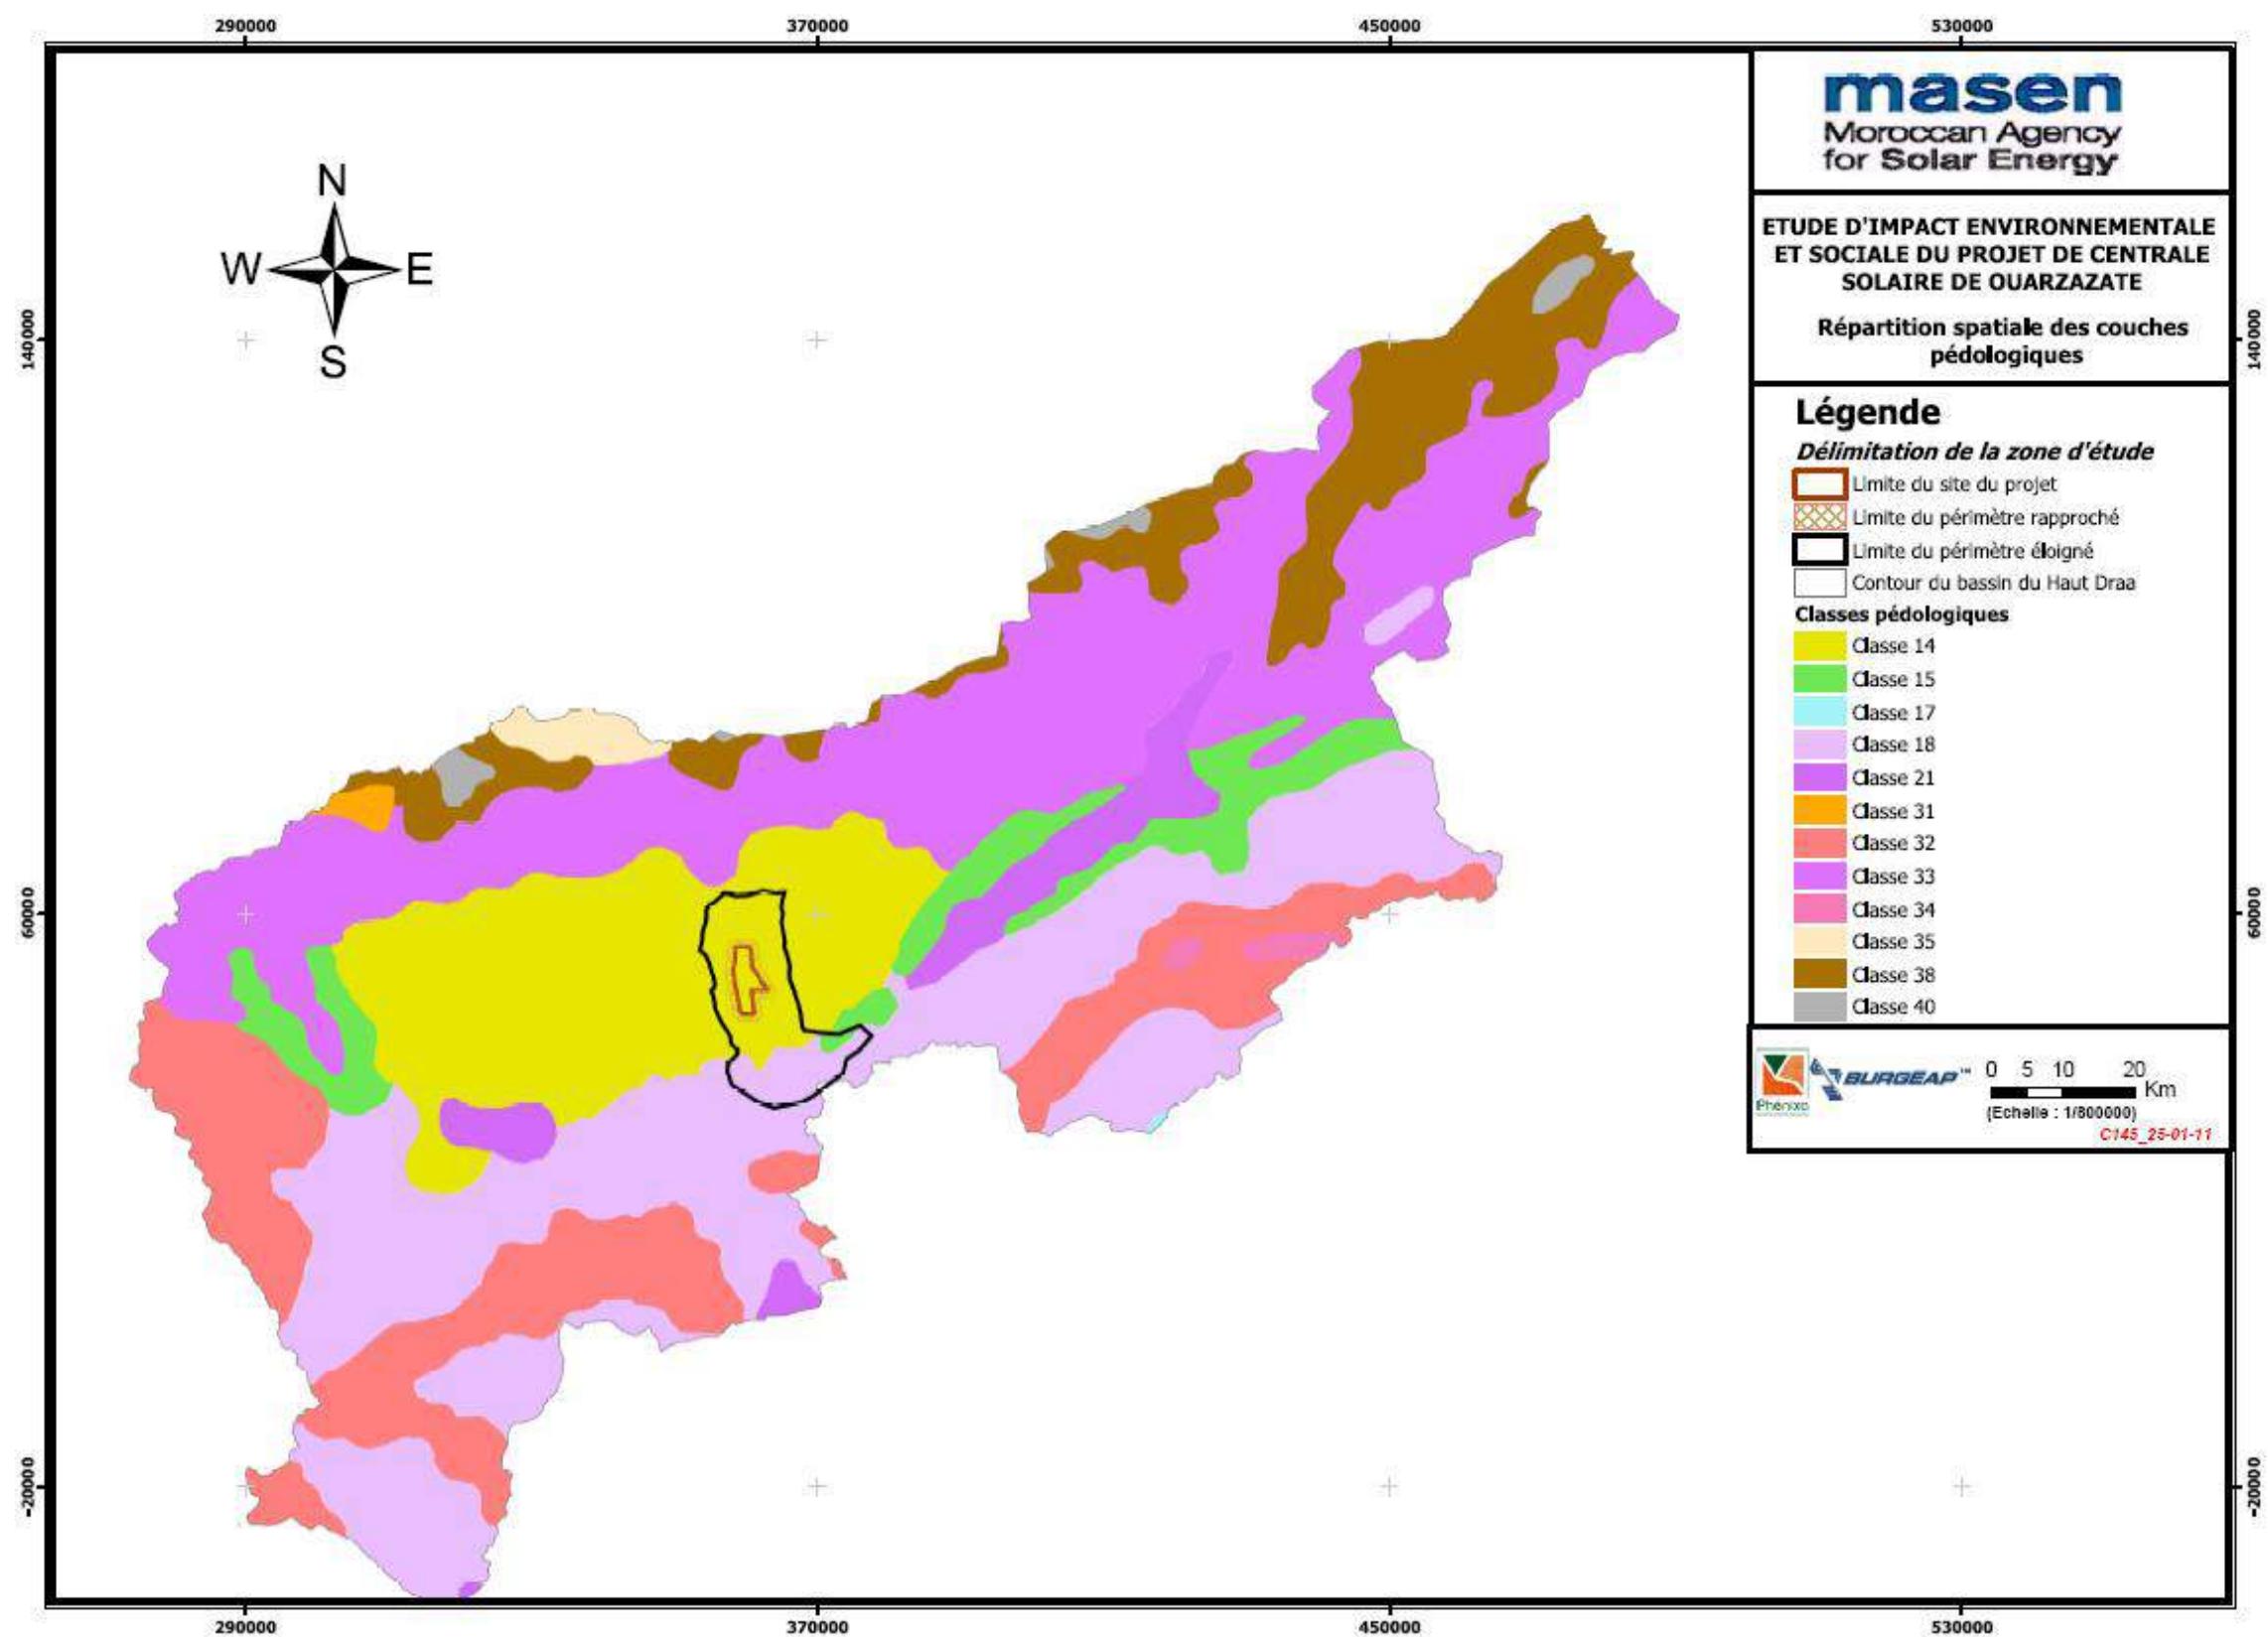 290000 370000 450000 530000
masen
Moroccan Agency
for Solar Energy
ETUDE D'IMPACT ENVIRONNEMENTALE
ET SOCIALE DU PROJET DE CENTRALE
SOLAIRE DE OUARZAZATE
Répartition spatiale des couches
pédologiques
N
W E
S
140000 140000
60000 60000
-20000 -20000
Légende
Délimitation de la zone d'étude
Limite du site du projet
Limite du périmètre rapproché
Limite du périmètre éloigné
Contour du bassin du Haut Draa
Classes pédologiques
Classe 14
Classe 15
Classe 17
Classe 18
Classe 21
Classe 31
Classe 32
Classe 33
Classe 34
Classe 35
Classe 38
Classe 40
Phénixa
BURGEAP™
0 5 10 20
Km
(Echelle : 1/800000)
C145_25-01-11
290000 370000 450000 530000